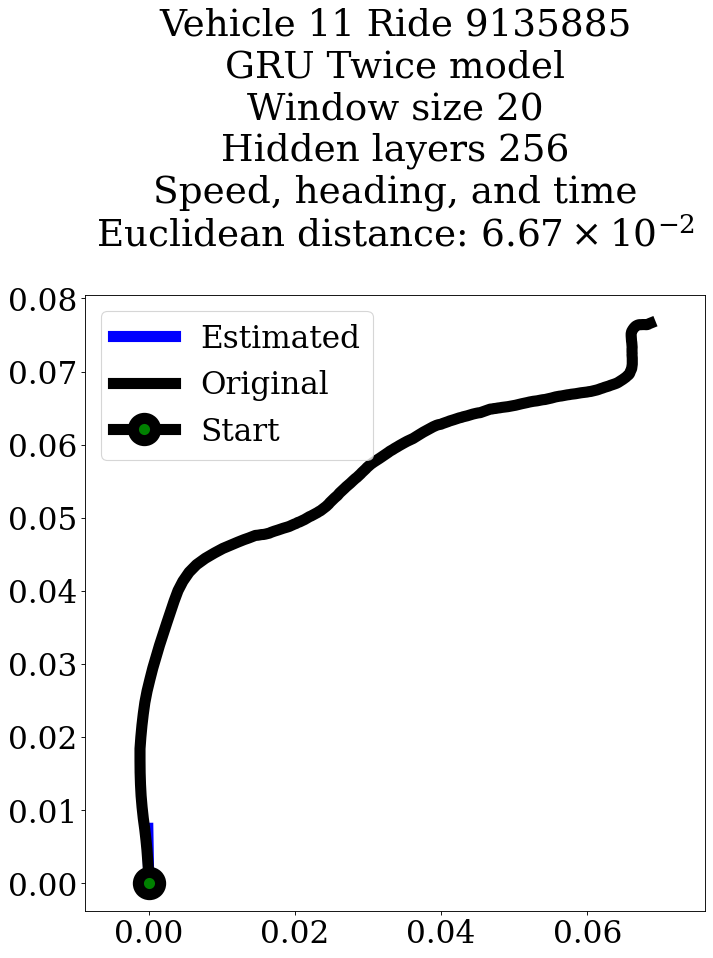 Vehicle 11 Ride 9135885
GRU Twice model
Window size 20
Hidden layers 256
Speed, heading, and time
Euclidean distance: 6.67 × 10⁻²
Estimated
Original
Start
0.08
0.07
0.06
0.05
0.04
0.03
0.02
0.01
0.00
0.00 0.02 0.04 0.06